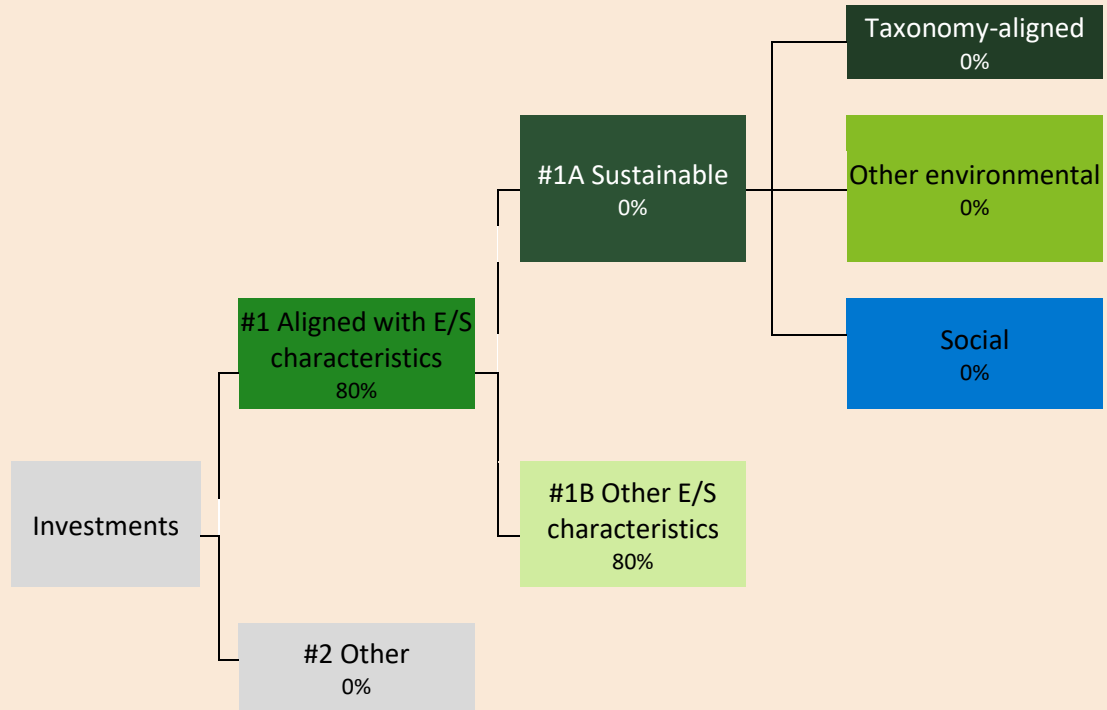 Taxonomy-aligned
0%
#1A Sustainable
0%
Other environmental
0%
#1 Aligned with E/S
characteristics
80%
Social
0%
Investments
#1B Other E/S
characteristics
80%
#2 Other
0%